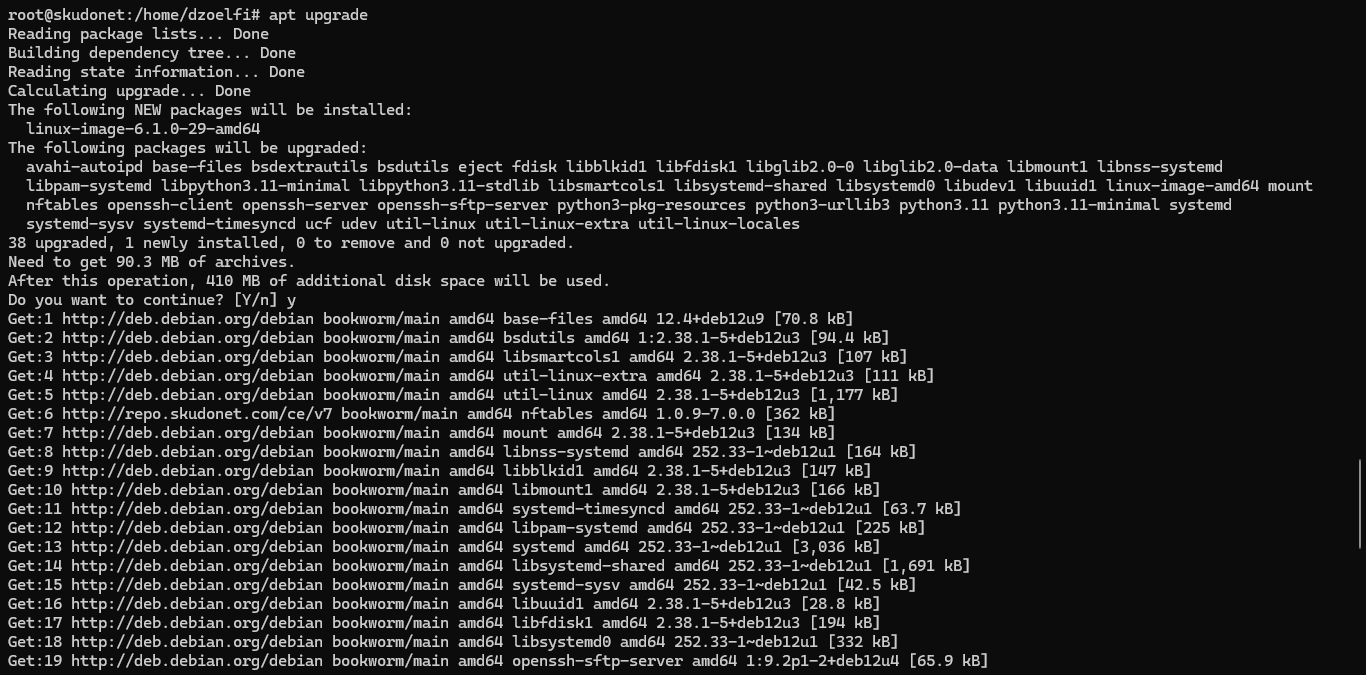 root@skudonet:/home/dzoelfi# apt upgrade
Reading package lists... Done
Building dependency tree... Done
Reading state information... Done
Calculating upgrade... Done
The following NEW packages will be installed:
  linux-image-6.1.0-29-amd64
The following packages will be upgraded:
  avahi-autoipd base-files bsdextrautils bsdutils eject fdisk libblkid1 libfdisk1 libglib2.0-0 libglib2.0-data libmount1 libnss-systemd
  libpam-systemd libpython3.11-minimal libpython3.11-stdlib libsmartcols1 libsystemd-shared libsystemd0 libudev1 libuuid1 linux-image-amd64 mount
  nftables openssh-client openssh-server openssh-sftp-server python3-pkg-resources python3-urllib3 python3.11 python3.11-minimal systemd
  systemd-sysv systemd-timesyncd ucf udev util-linux util-linux-extra util-linux-locales
38 upgraded, 1 newly installed, 0 to remove and 0 not upgraded.
Need to get 90.3 MB of archives.
After this operation, 410 MB of additional disk space will be used.
Do you want to continue? [Y/n] y
Get:1 http://deb.debian.org/debian bookworm/main amd64 base-files amd64 12.4+deb12u9 [70.8 kB]
Get:2 http://deb.debian.org/debian bookworm/main amd64 bsdutils amd64 1:2.38.1-5+deb12u3 [94.4 kB]
Get:3 http://deb.debian.org/debian bookworm/main amd64 libsmartcols1 amd64 2.38.1-5+deb12u3 [107 kB]
Get:4 http://deb.debian.org/debian bookworm/main amd64 util-linux-extra amd64 2.38.1-5+deb12u3 [111 kB]
Get:5 http://deb.debian.org/debian bookworm/main amd64 util-linux amd64 2.38.1-5+deb12u3 [1,177 kB]
Get:6 http://repo.skudonet.com/ce/v7 bookworm/main amd64 nftables amd64 1.0.9-7.0.0 [362 kB]
Get:7 http://deb.debian.org/debian bookworm/main amd64 mount amd64 2.38.1-5+deb12u3 [134 kB]
Get:8 http://deb.debian.org/debian bookworm/main amd64 libnss-systemd amd64 252.33-1~deb12u1 [164 kB]
Get:9 http://deb.debian.org/debian bookworm/main amd64 libblkid1 amd64 2.38.1-5+deb12u3 [147 kB]
Get:10 http://deb.debian.org/debian bookworm/main amd64 libmount1 amd64 2.38.1-5+deb12u3 [166 kB]
Get:11 http://deb.debian.org/debian bookworm/main amd64 systemd-timesyncd amd64 252.33-1~deb12u1 [63.7 kB]
Get:12 http://deb.debian.org/debian bookworm/main amd64 libpam-systemd amd64 252.33-1~deb12u1 [225 kB]
Get:13 http://deb.debian.org/debian bookworm/main amd64 systemd amd64 252.33-1~deb12u1 [3,036 kB]
Get:14 http://deb.debian.org/debian bookworm/main amd64 libsystemd-shared amd64 252.33-1~deb12u1 [1,691 kB]
Get:15 http://deb.debian.org/debian bookworm/main amd64 systemd-sysv amd64 252.33-1~deb12u1 [42.5 kB]
Get:16 http://deb.debian.org/debian bookworm/main amd64 libuuid1 amd64 2.38.1-5+deb12u3 [28.8 kB]
Get:17 http://deb.debian.org/debian bookworm/main amd64 libfdisk1 amd64 2.38.1-5+deb12u3 [194 kB]
Get:18 http://deb.debian.org/debian bookworm/main amd64 libsystemd0 amd64 252.33-1~deb12u1 [332 kB]
Get:19 http://deb.debian.org/debian bookworm/main amd64 openssh-sftp-server amd64 1:9.2p1-2+deb12u4 [65.9 kB]